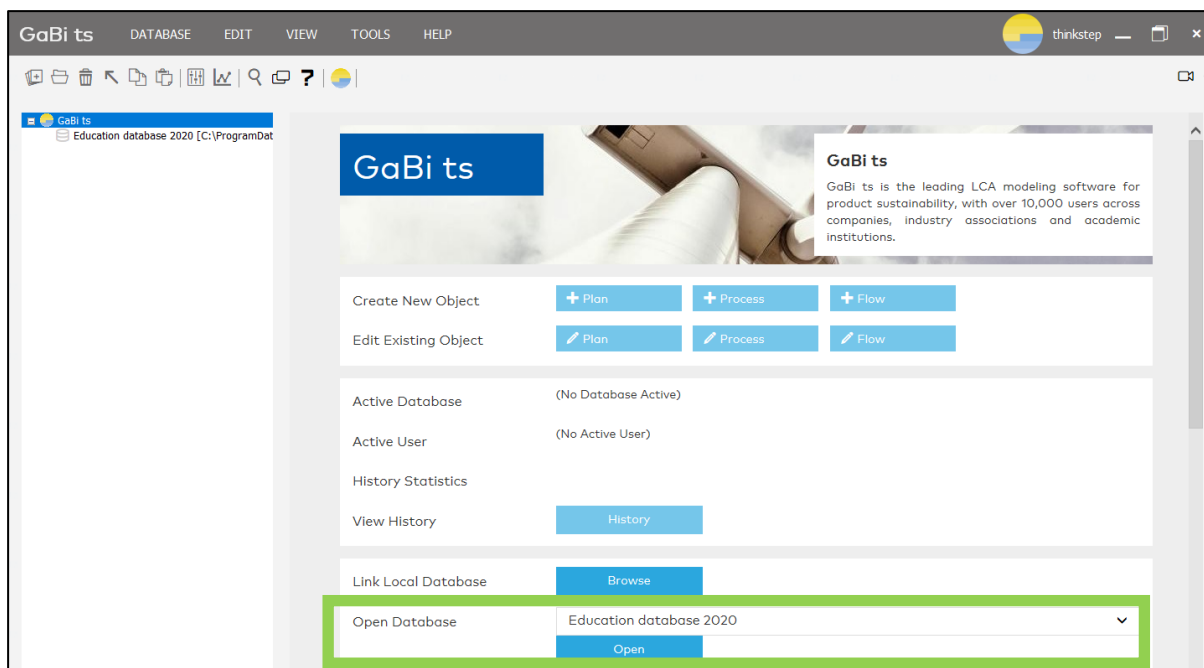 GaBi ts DATABASE EDIT VIEW TOOLS HELP thinkstep
GaBi ts
Education database 2020 [C:\ProgramDat
GaBi ts
GaBi ts
GaBi ts is the leading LCA modeling software for
product sustainability, with over 10,000 users across
companies, industry associations and academic
institutions.
Create New Object Plan Process Flow
Edit Existing Object Plan Process Flow
Active Database (No Database Active)
Active User (No Active User)
History Statistics
View History History
Link Local Database Browse
Open Database Education database 2020
Open